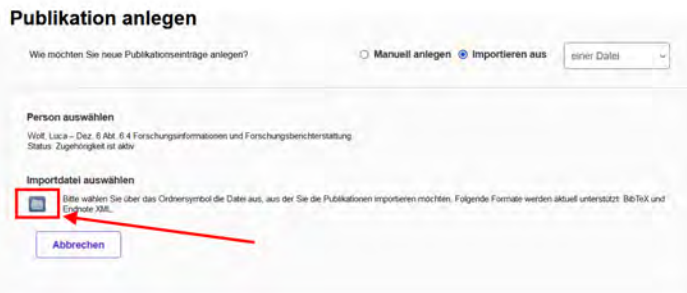 Publikation anlegen
Wie möchten Sie neue Publikationseinträge anlegen? Manuell anlegen Importieren aus einer Datei
Person auswählen
Wolf, Luca – Dez. 6 Abt. 6.4 Forschungsinformationen und Forschungsberichterstattung
Status: Zugehörigkeit ist aktiv
Importdatei auswählen
Bitte wählen Sie über das Ordnersymbol die Datei aus, aus der Sie die Publikationen importieren möchten. Folgende Formate werden aktuell unterstützt: BibTeX und
Endnote XML.
Abbrechen